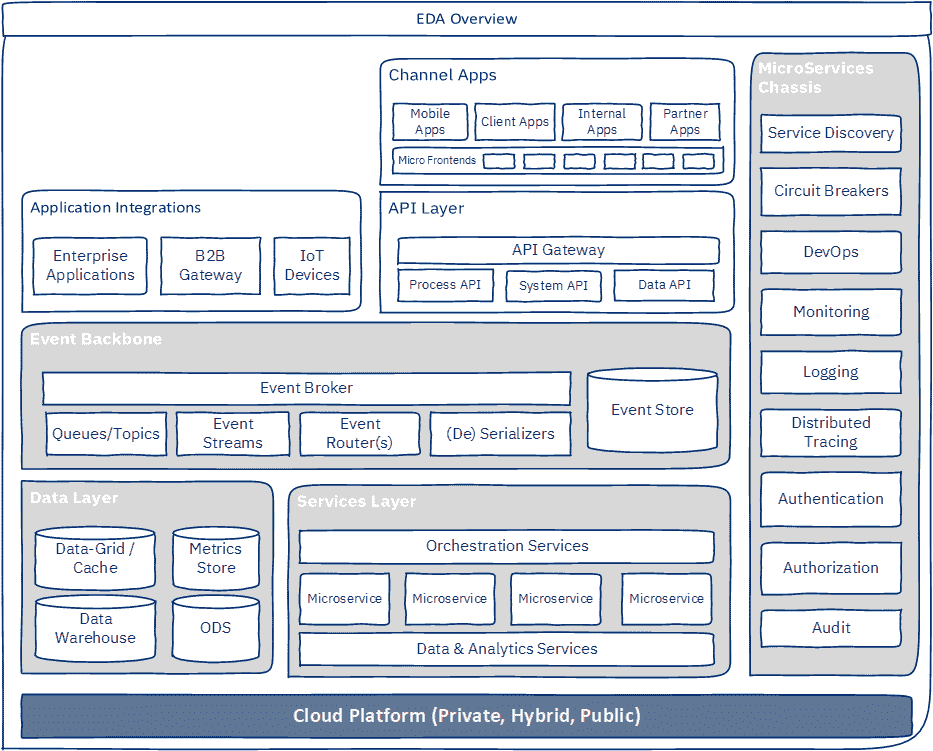 EDA Overview
Channel Apps
Mobile
Apps
Client Apps
Internal
Apps
Partner
Apps
Micro Frontends
Application Integrations
Enterprise
Applications
B2B
Gateway
IoT
Devices
API Layer
API Gateway
Process API
System API
Data API
Event Backbone
Event Broker
Queues/Topics
Event
Streams
Event
Router(s)
(De) Serializers
Event Store
Data Layer
Data-Grid /
Cache
Metrics
Store
Data
Warehouse
ODS
Services Layer
Orchestration Services
Microservice
Microservice
Microservice
Microservice
Data & Analytics Services
MicroServices
Chassis
Service Discovery
Circuit Breakers
DevOps
Monitoring
Logging
Distributed
Tracing
Authentication
Authorization
Audit
Cloud Platform (Private, Hybrid, Public)